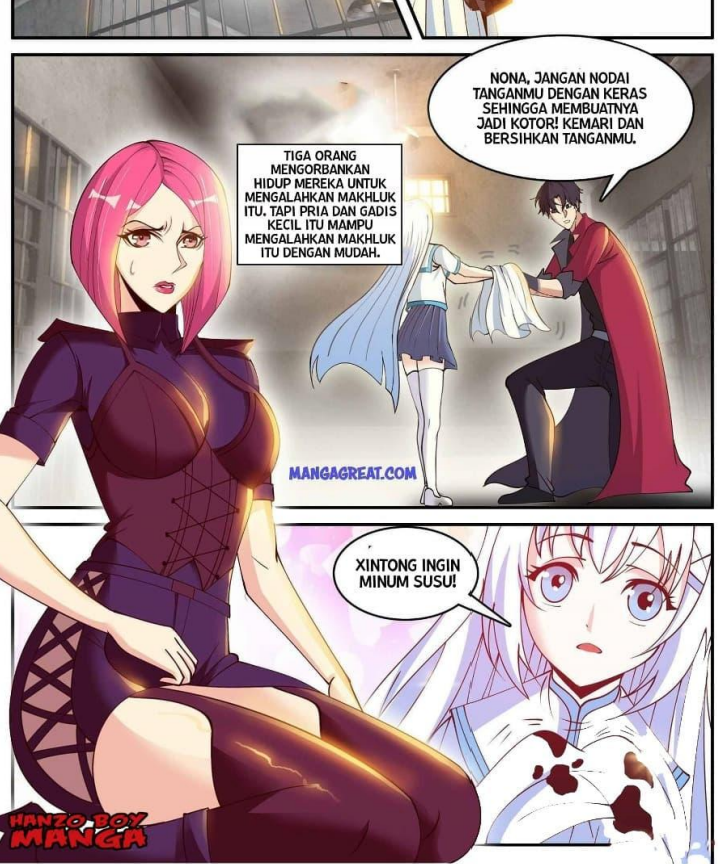 NONA, JANGAN NODAI
TANGANMU DENGAN KERAS
SEHINGGA MEMBUATNYA
JADI KOTOR! KEMARI DAN
BERSIHKAN TANGANMU.
TIGA ORANG
MENGORBANKAN
HIDUP MEREKA UNTUK
MENGALAHKAN MAKHLUK
ITU. TAPI PRIA DAN GADIS
KECIL ITU MAMPU
MENGALAHKAN MAKHLUK
ITU DENGAN MUDAH.
MANGAGREAT.COM
XINTONG INGIN
MINUM SUSU!
HANZO BOY
MANGA